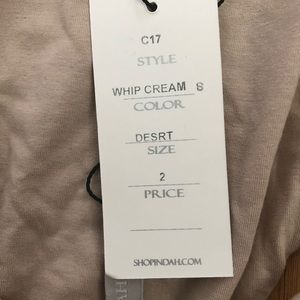 C17
STYLE
WHIP CREAM S
COLOR
DESRT
SIZE
2
PRICE
SHOPINDAH.COM